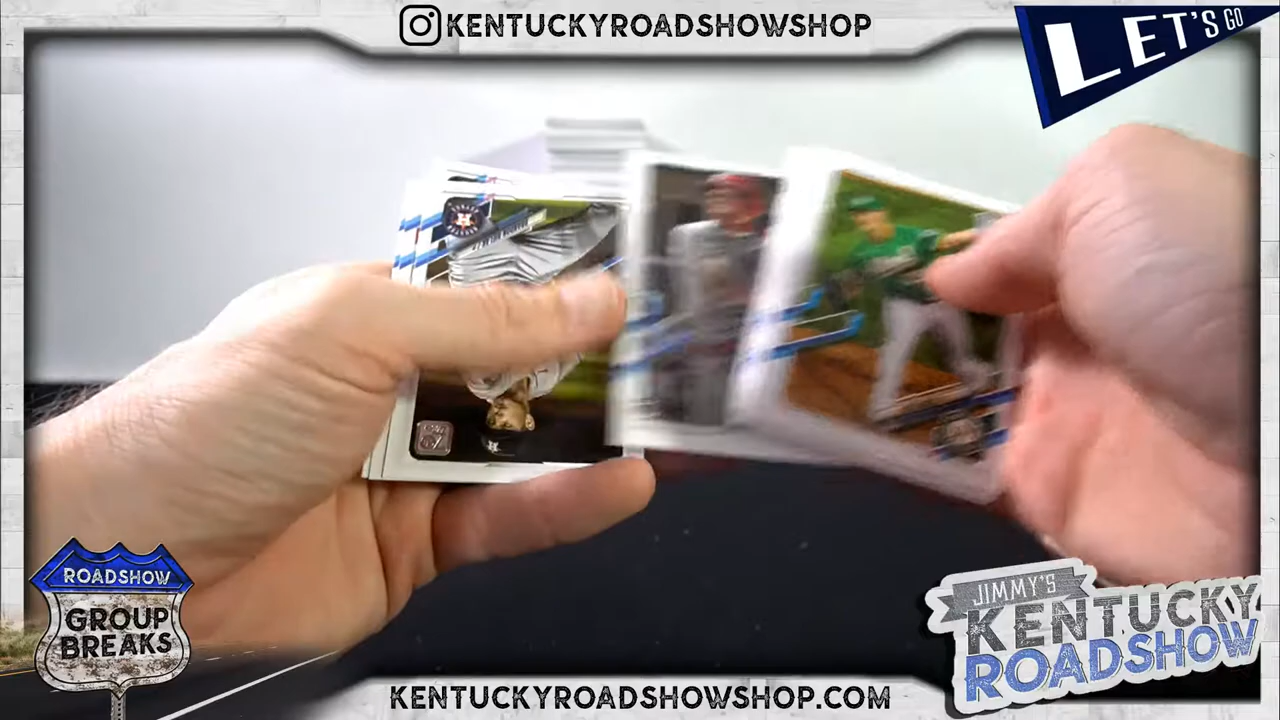 KENTUCKYROADSHOWSHOP
LET'S GO
ROADSHOW
GROUP
BREAKS
JIMMY'S
KENTUCKY
ROADSHOW
KENTUCKYROADSHOWSHOP.COM